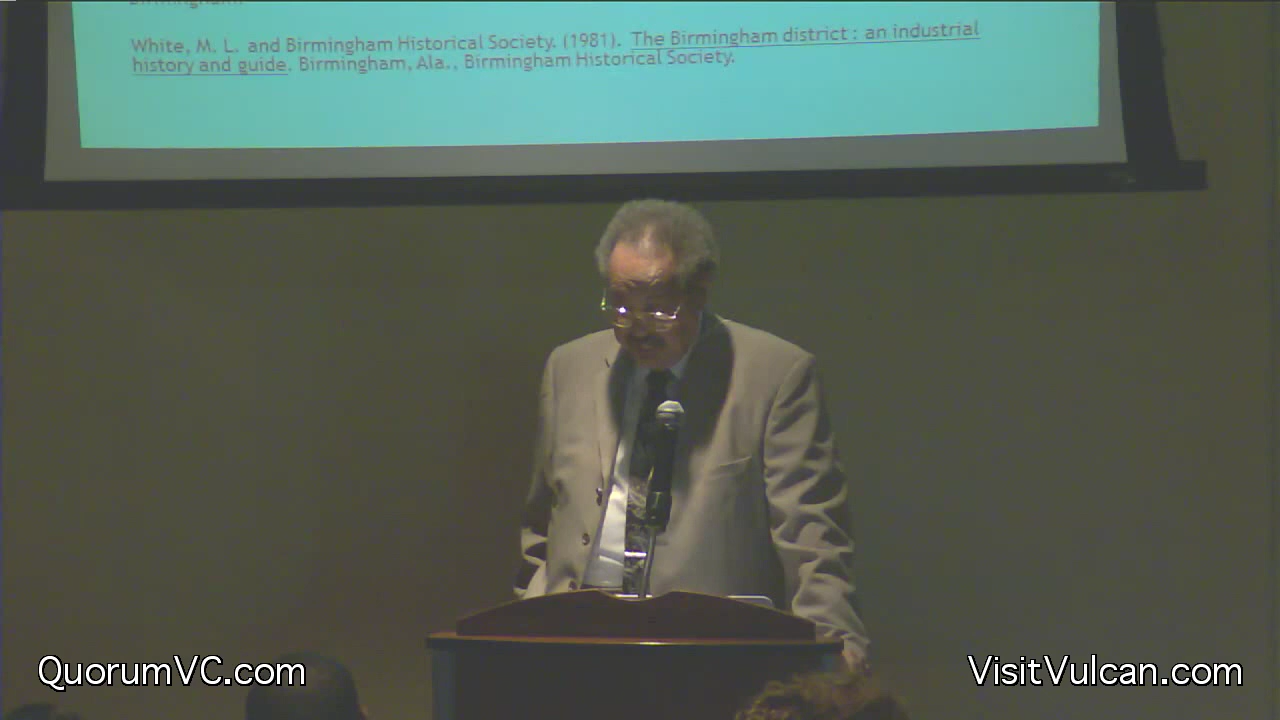 White, M. L. and Birmingham Historical Society. (1981). The Birmingham district : an industrial
history and guide. Birmingham, Ala., Birmingham Historical Society.
QuorumVC.com
VisitVulcan.com